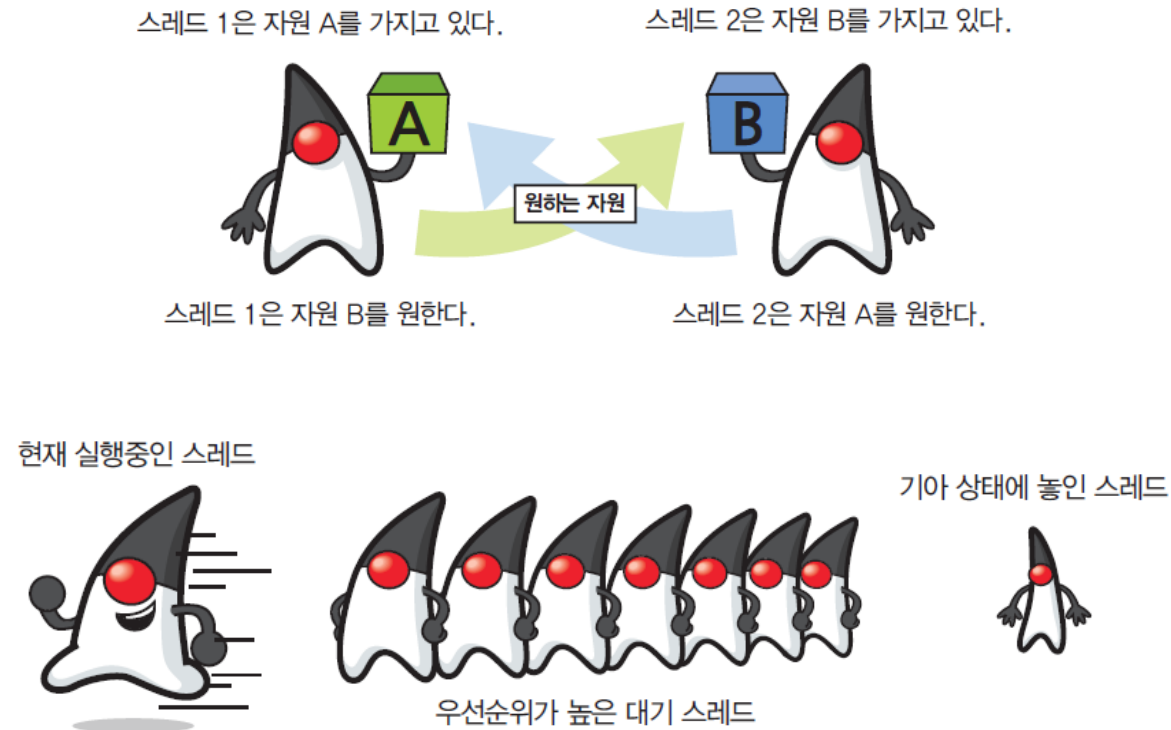 스레드 1은 자원 A를 가지고 있다.
스레드 2은 자원 B를 가지고 있다.
A
B
원하는 자원
스레드 1은 자원 B를 원한다.
스레드 2은 자원 A를 원한다.
현재 실행중인 스레드
기아 상태에 놓인 스레드
우선순위가 높은 대기 스레드